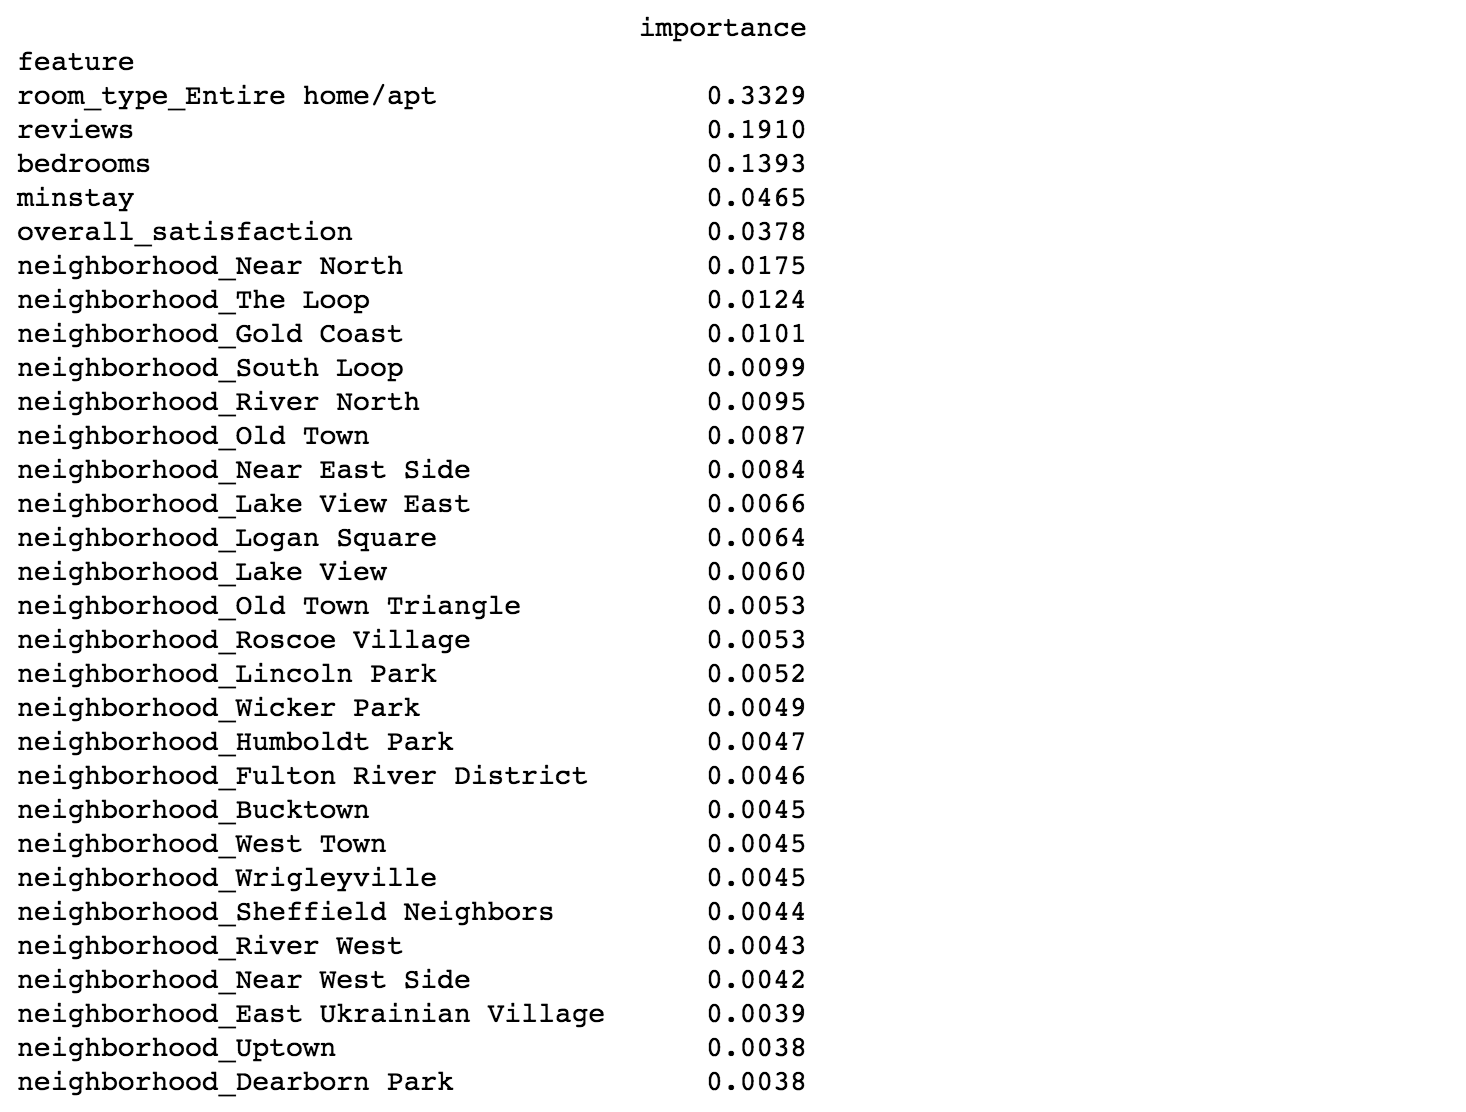 importance
feature
room_type_Entire home/apt 0.3329
reviews 0.1910
bedrooms 0.1393
minstay 0.0465
overall_satisfaction 0.0378
neighborhood_Near North 0.0175
neighborhood_The Loop 0.0124
neighborhood_Gold Coast 0.0101
neighborhood_South Loop 0.0099
neighborhood_River North 0.0095
neighborhood_Old Town 0.0087
neighborhood_Near East Side 0.0084
neighborhood_Lake View East 0.0066
neighborhood_Logan Square 0.0064
neighborhood_Lake View 0.0060
neighborhood_Old Town Triangle 0.0053
neighborhood_Roscoe Village 0.0053
neighborhood_Lincoln Park 0.0052
neighborhood_Wicker Park 0.0049
neighborhood_Humboldt Park 0.0047
neighborhood_Fulton River District 0.0046
neighborhood_Bucktown 0.0045
neighborhood_West Town 0.0045
neighborhood_Wrigleyville 0.0045
neighborhood_Sheffield Neighbors 0.0044
neighborhood_River West 0.0043
neighborhood_Near West Side 0.0042
neighborhood_East Ukrainian Village 0.0039
neighborhood_Uptown 0.0038
neighborhood_Dearborn Park 0.0038